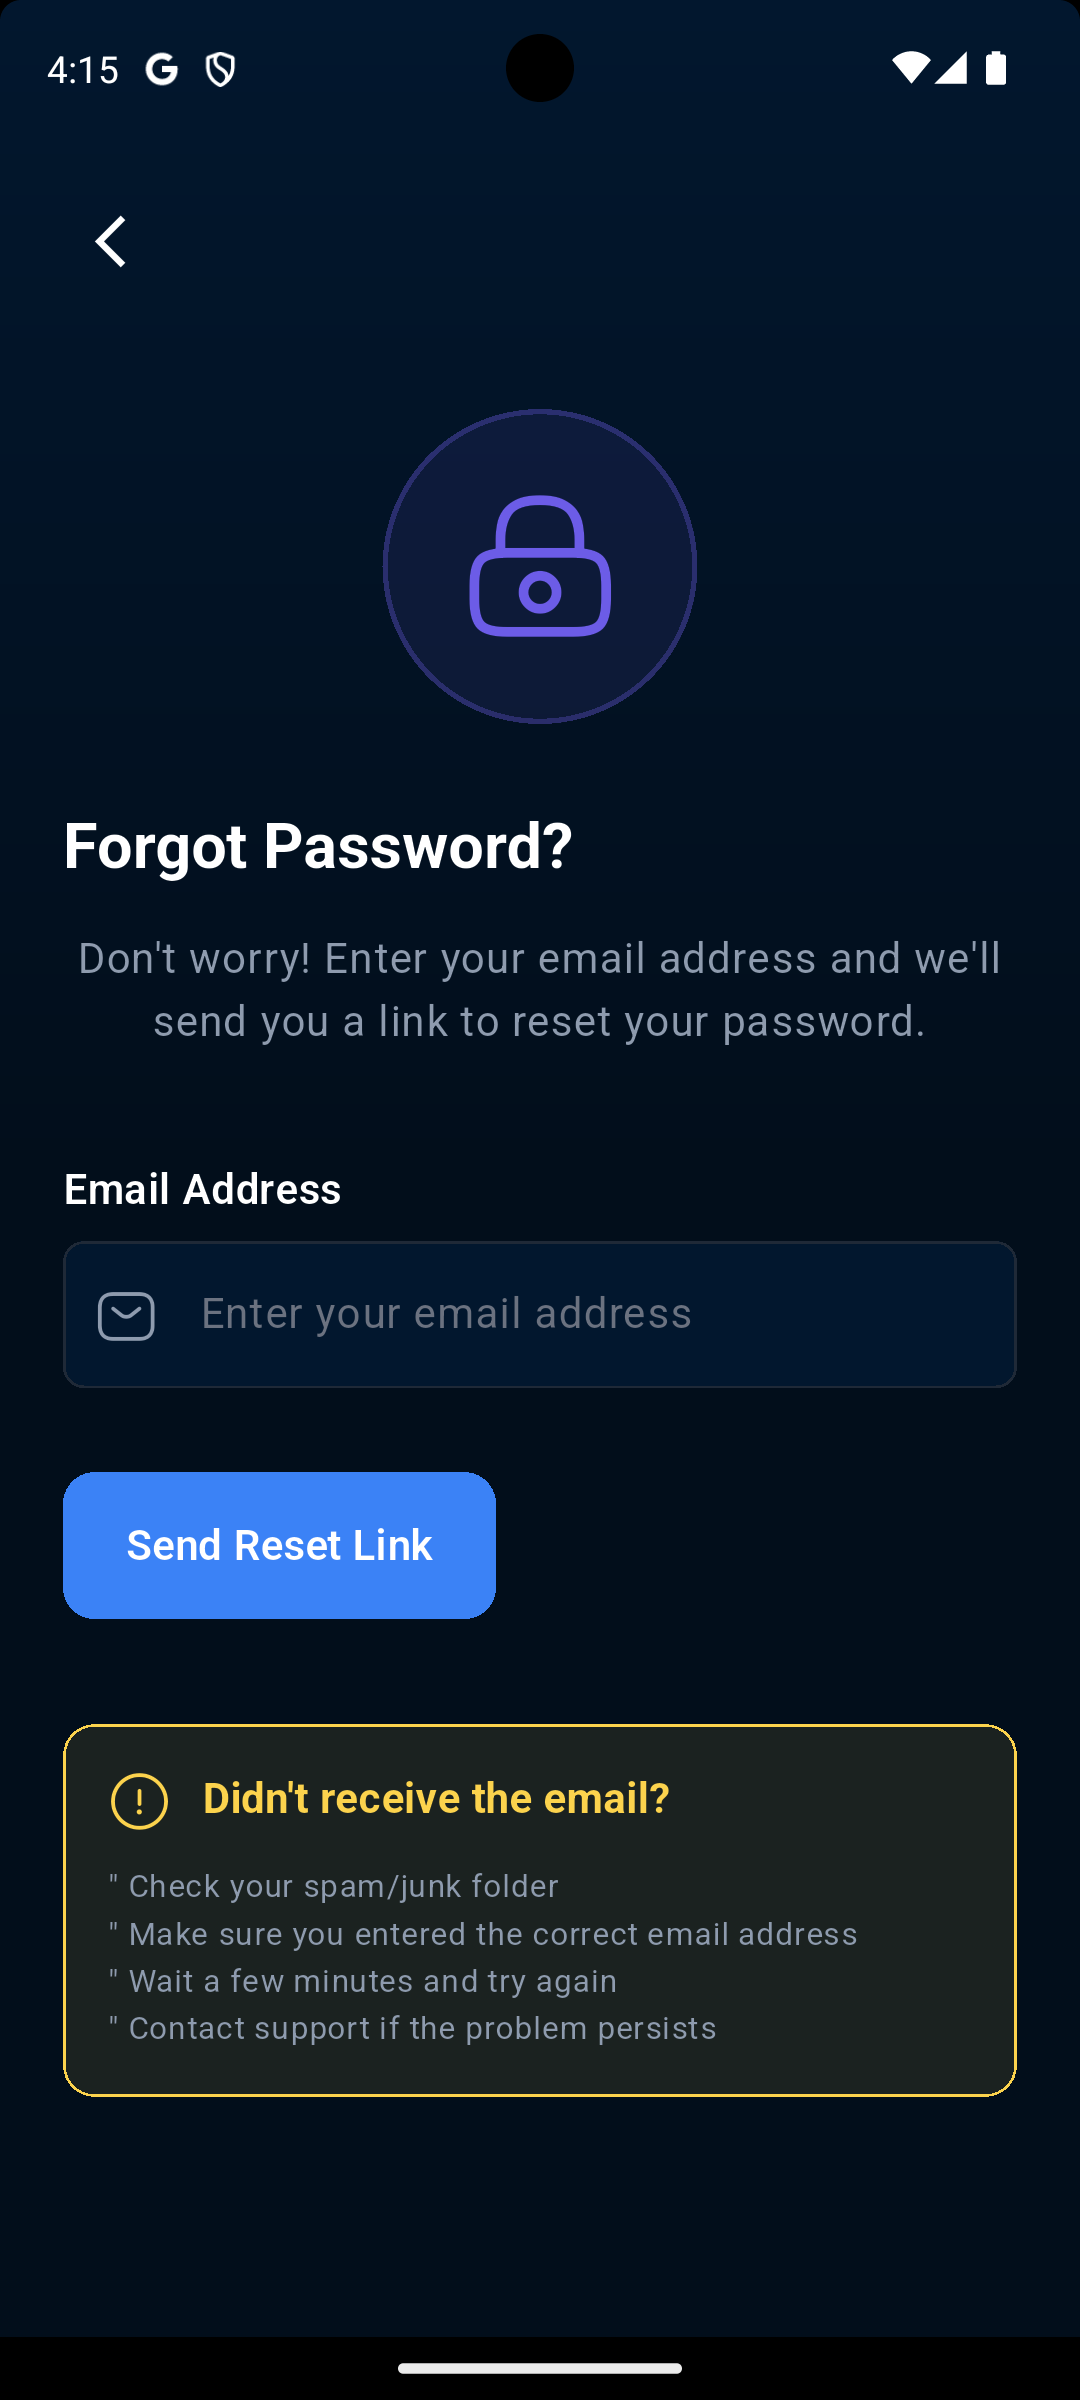 4:15
Forgot Password?
Don't worry! Enter your email address and we'll
send you a link to reset your password.
Email Address
Enter your email address
Send Reset Link
Didn't receive the email?
" Check your spam/junk folder
" Make sure you entered the correct email address
" Wait a few minutes and try again
" Contact support if the problem persists